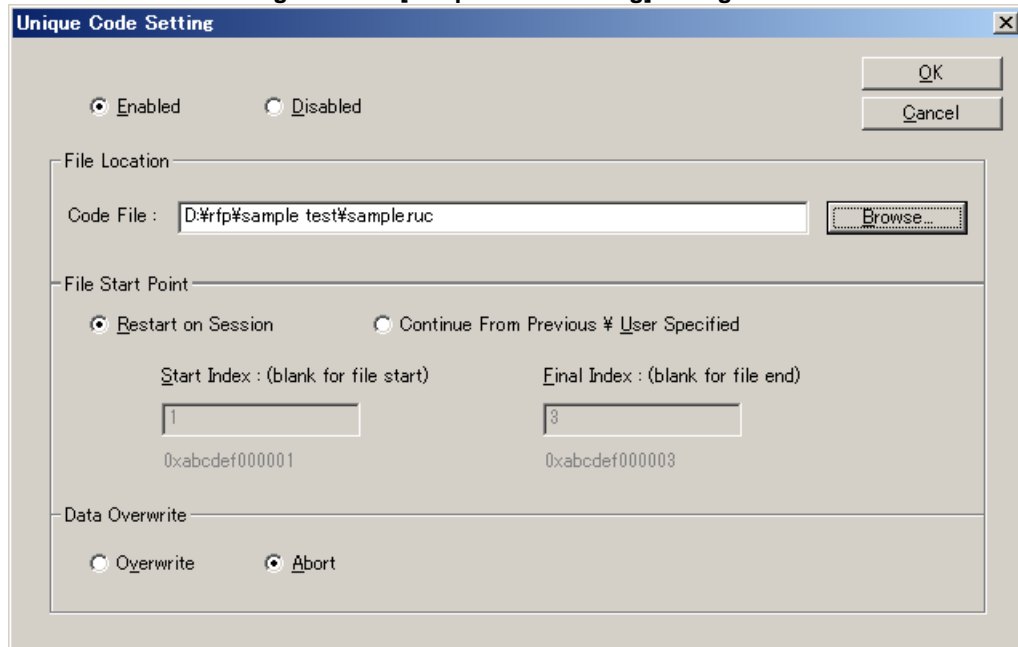 Unique Code Setting
OK
Enabled Disabled
Cancel
File Location
Code File : D:¥rfp¥sample test¥sample.ruc Browse...
File Start Point
Restart on Session Continue From Previous ¥ User Specified
Start Index : (blank for file start) Final Index : (blank for file end)
1 3
0xabcdef000001 0xabcdef000003
Data Overwrite
Overwrite Abort